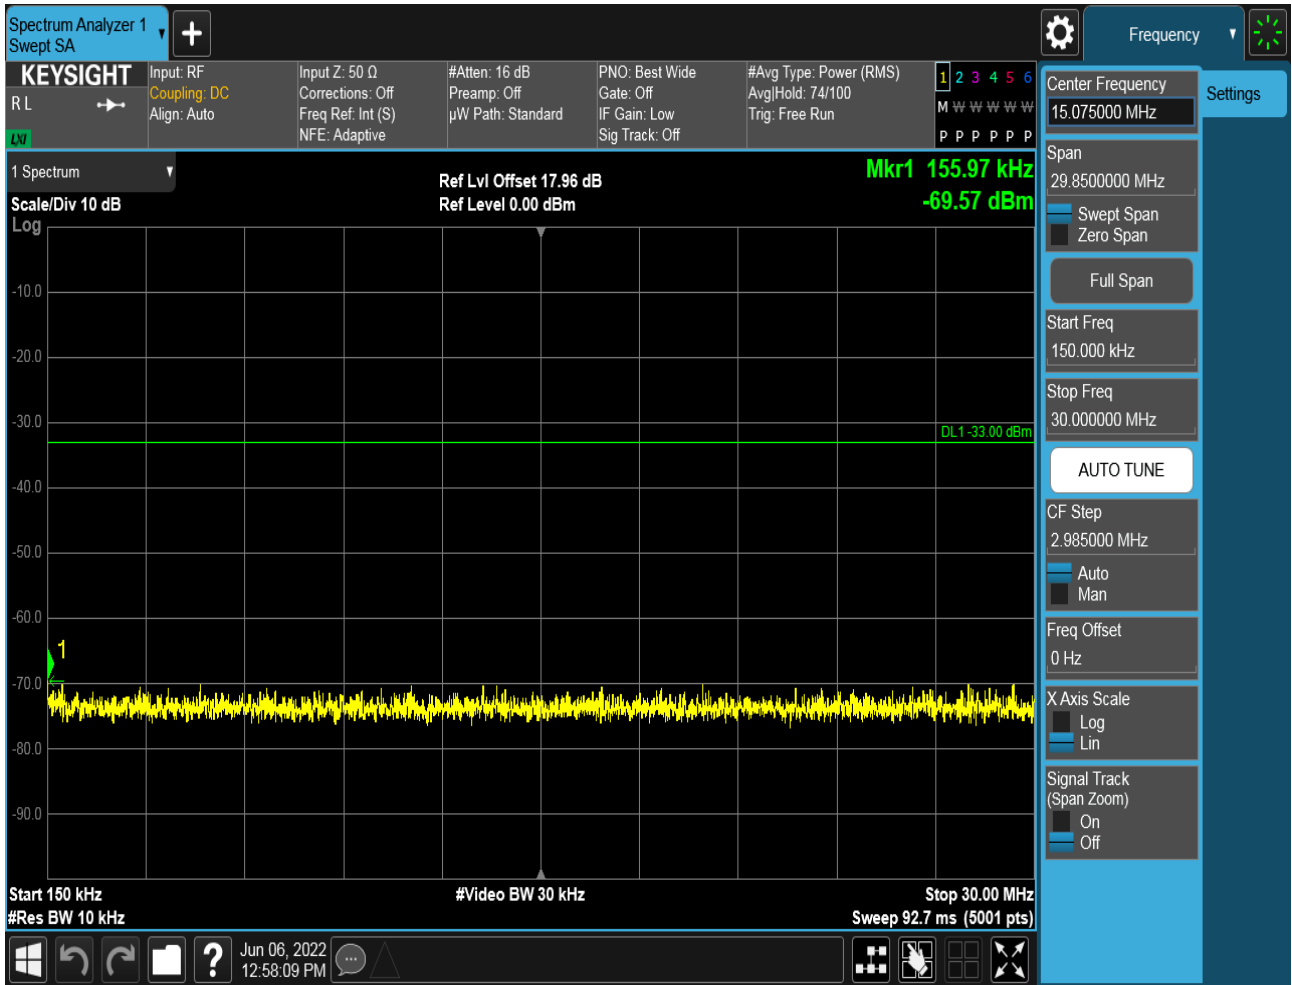 Spectrum Analyzer 1
Swept SA
Frequency
KEYSIGHT
R L
LXI
Input: RF
Coupling: DC
Align: Auto
Input Z: 50 Ω
Corrections: Off
Freq Ref: Int (S)
NFE: Adaptive
#Atten: 16 dB
Preamp: Off
µW Path: Standard
PNO: Best Wide
Gate: Off
IF Gain: Low
Sig Track: Off
#Avg Type: Power (RMS)
Avg|Hold: 74/100
Trig: Free Run
1 2 3 4 5 6
M W W W W W
P P P P P P
1 Spectrum
Scale/Div 10 dB
Log
Ref Lvl Offset 17.96 dB
Ref Level 0.00 dBm
Mkr1 155.97 kHz
-69.57 dBm
-10.0
-20.0
-30.0
DL1 -33.00 dBm
-40.0
-50.0
-60.0
1
-70.0
-80.0
-90.0
Start 150 kHz
#Res BW 10 kHz
#Video BW 30 kHz
Stop 30.00 MHz
Sweep 92.7 ms (5001 pts)
Jun 06, 2022
12:58:09 PM
Center Frequency
15.075000 MHz
Settings
Span
29.8500000 MHz
Swept Span
Zero Span
Full Span
Start Freq
150.000 kHz
Stop Freq
30.000000 MHz
AUTO TUNE
CF Step
2.985000 MHz
Auto
Man
Freq Offset
0 Hz
X Axis Scale
Log
Lin
Signal Track
(Span Zoom)
On
Off